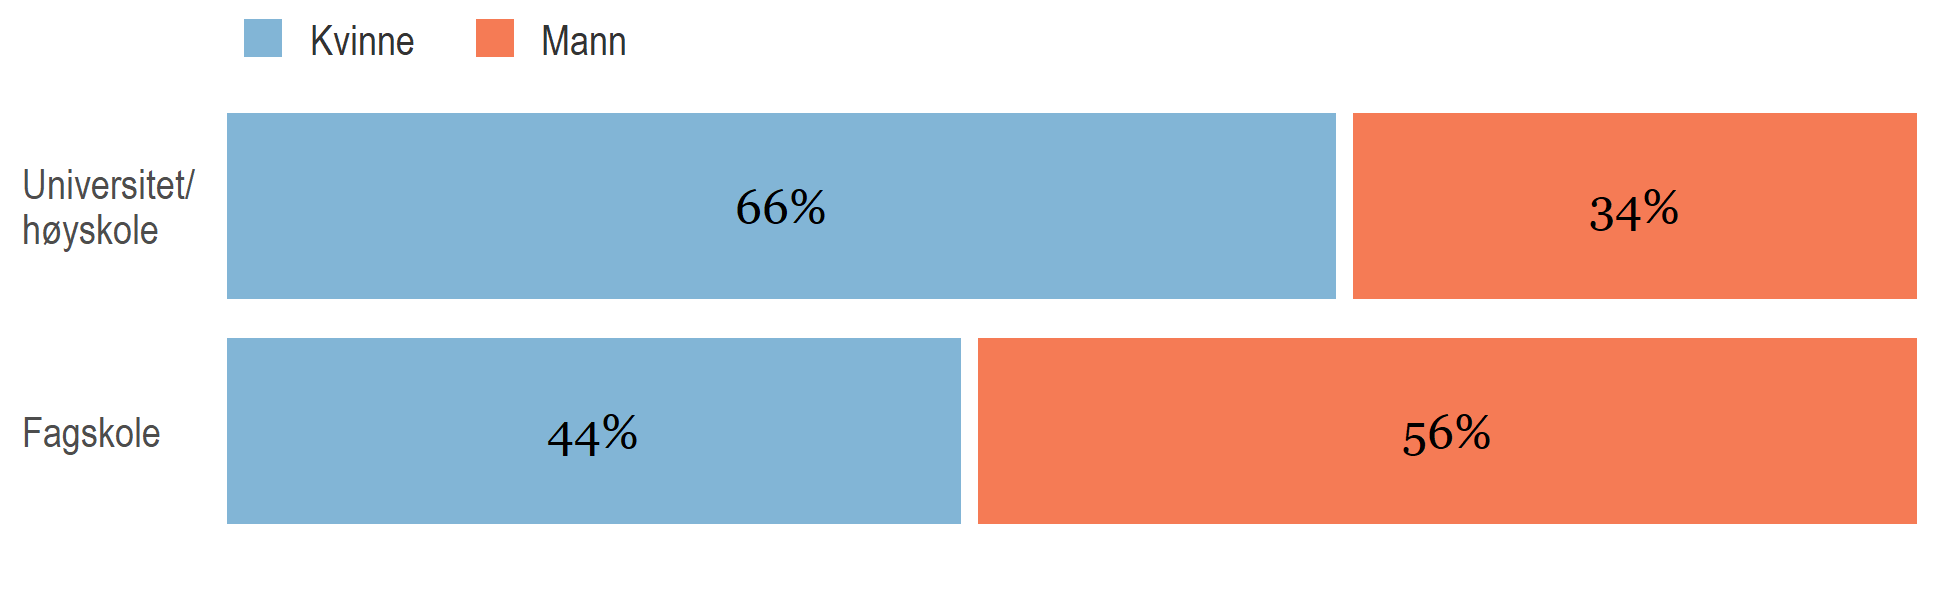 Kvinne Mann
Universitet/
høyskole
66% 34%
Fagskole
44% 56%